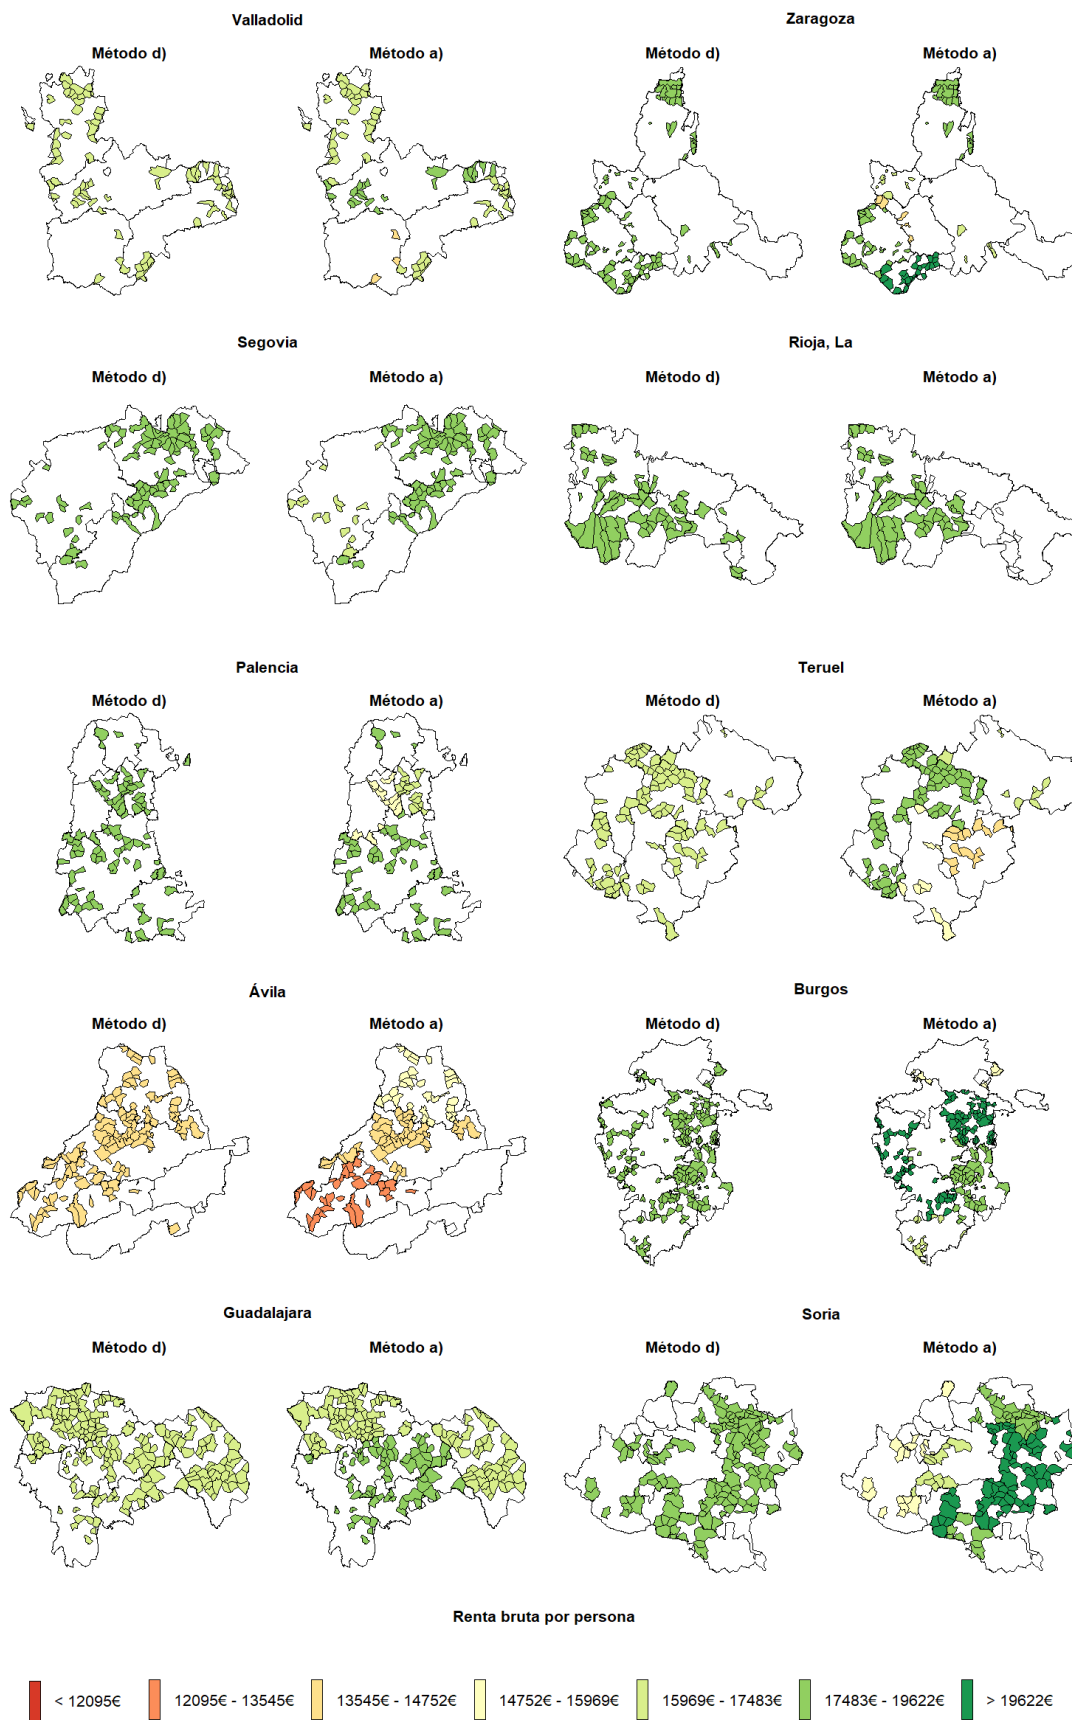 Valladolid
Zaragoza
Método d)
Método a)
Método d)
Método a)
Segovia
Rioja, La
Método d)
Método a)
Método d)
Método a)
Palencia
Teruel
Método d)
Método a)
Método d)
Método a)
Ávila
Burgos
Método d)
Método a)
Método d)
Método a)
Guadalajara
Soria
Método d)
Método a)
Método d)
Método a)
Renta bruta por persona
< 12095€
12095€ - 13545€
13545€ - 14752€
14752€ - 15969€
15969€ - 17483€
17483€ - 19622€
> 19622€